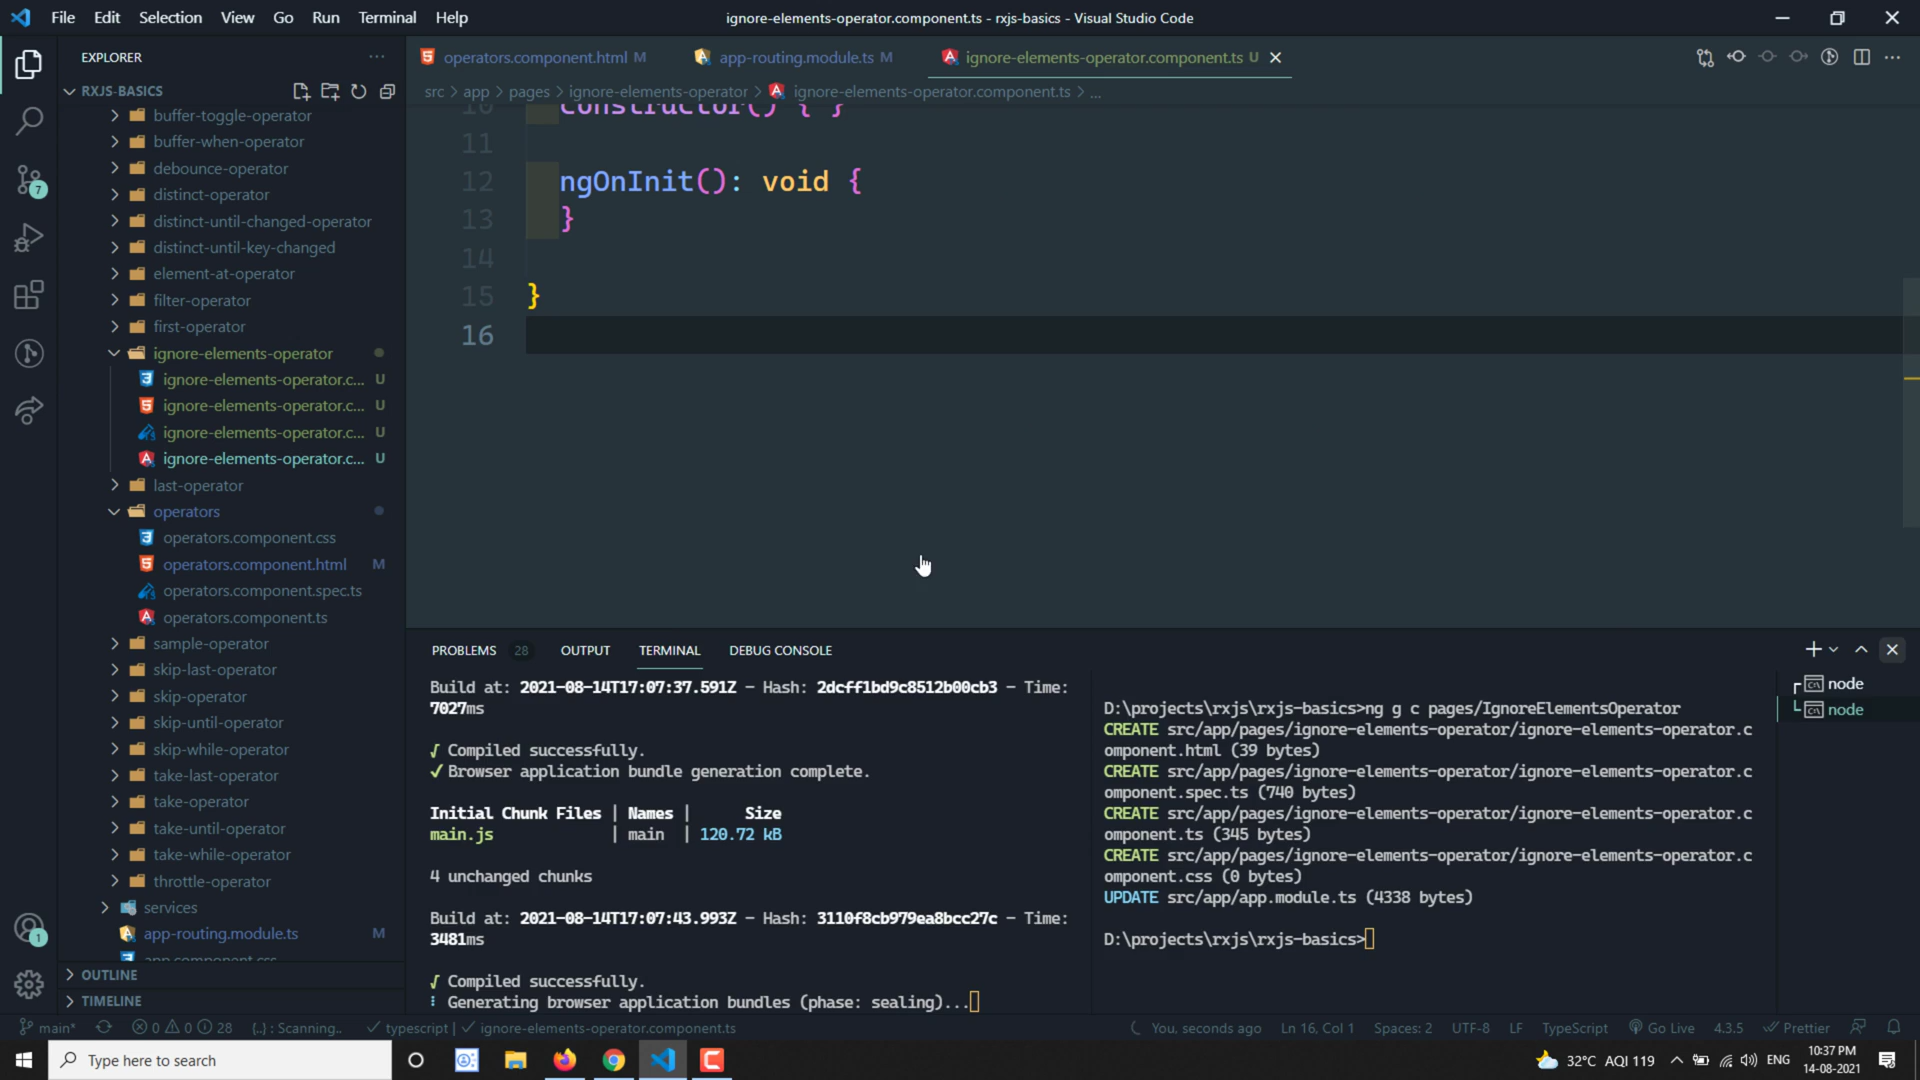 File Edit Selection View Go Run Terminal Help
ignore-elements-operator.component.ts - rxjs-basics - Visual Studio Code
EXPLORER
RXJS-BASICS
buffer-toggle-operator
buffer-when-operator
debounce-operator
distinct-operator
distinct-until-changed-operator
distinct-until-key-changed
element-at-operator
filter-operator
first-operator
ignore-elements-operator
ignore-elements-operator.c... U
ignore-elements-operator.c... U
ignore-elements-operator.c... U
ignore-elements-operator.c... U
last-operator
operators
operators.component.css
operators.component.html M
operators.component.spec.ts
operators.component.ts
sample-operator
skip-last-operator
skip-operator
skip-until-operator
skip-while-operator
take-last-operator
take-operator
take-until-operator
take-while-operator
throttle-operator
services
app-routing.module.ts M
app.component.css
OUTLINE
TIMELINE
7
1
operators.component.html M
app-routing.module.ts M
ignore-elements-operator.component.ts U
src > app > pages > ignore-elements-operator > ignore-elements-operator.component.ts > ...
10 constructor() { }
11
12 ngOnInit(): void {
13 }
14
15 }
16
PROBLEMS 28 OUTPUT TERMINAL DEBUG CONSOLE
Build at: 2021-08-14T17:07:37.591Z - Hash: 2dcff1bd9c8512b00cb3 - Time:
7027ms
√ Compiled successfully.
✔ Browser application bundle generation complete.
Initial Chunk Files | Names | Size
main.js | main | 120.72 kB
4 unchanged chunks
Build at: 2021-08-14T17:07:43.993Z - Hash: 3110f8cb979ea8bcc27c - Time:
3481ms
√ Compiled successfully.
⠇ Generating browser application bundles (phase: sealing)...
D:\projects\rxjs\rxjs-basics>ng g c pages/IgnoreElementsOperator
CREATE src/app/pages/ignore-elements-operator/ignore-elements-operator.c
omponent.html (39 bytes)
CREATE src/app/pages/ignore-elements-operator/ignore-elements-operator.c
omponent.spec.ts (740 bytes)
CREATE src/app/pages/ignore-elements-operator/ignore-elements-operator.c
omponent.ts (345 bytes)
CREATE src/app/pages/ignore-elements-operator/ignore-elements-operator.c
omponent.css (0 bytes)
UPDATE src/app/app.module.ts (4338 bytes)
D:\projects\rxjs\rxjs-basics>
node
node
main* 0 0 28 {..} : Scanning.. typescript | ignore-elements-operator.component.ts
You, seconds ago Ln 16, Col 1 Spaces: 2 UTF-8 LF TypeScript Go Live 4.3.5 Prettier
Type here to search
32°C AQI 119 ENG
10:37 PM
14-08-2021